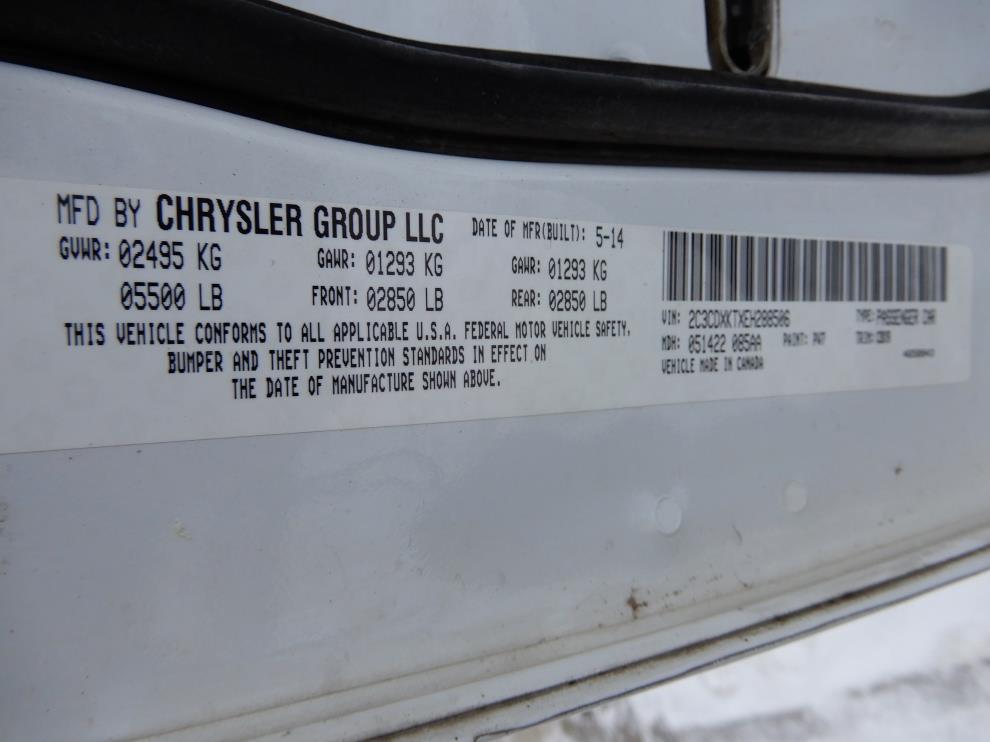 MFD BY CHRYSLER GROUP LLC DATE OF MFR(BUILT): 5-14
GVWR: 02495 KG GAWR: 01293 KG GAWR: 01293 KG
05500 LB FRONT: 02850 LB REAR: 02850 LB
THIS VEHICLE CONFORMS TO ALL APPLICABLE U.S.A. FEDERAL MOTOR VEHICLE SAFETY,
BUMPER AND THEFT PREVENTION STANDARDS IN EFFECT ON
THE DATE OF MANUFACTURE SHOWN ABOVE.
VIN: 2C3CDXKTXEH288506 TYPE: PASSENGER CAR
MDH: 051422 085AA PAINT: PW7 TRIM:
VEHICLE MADE IN CANADA